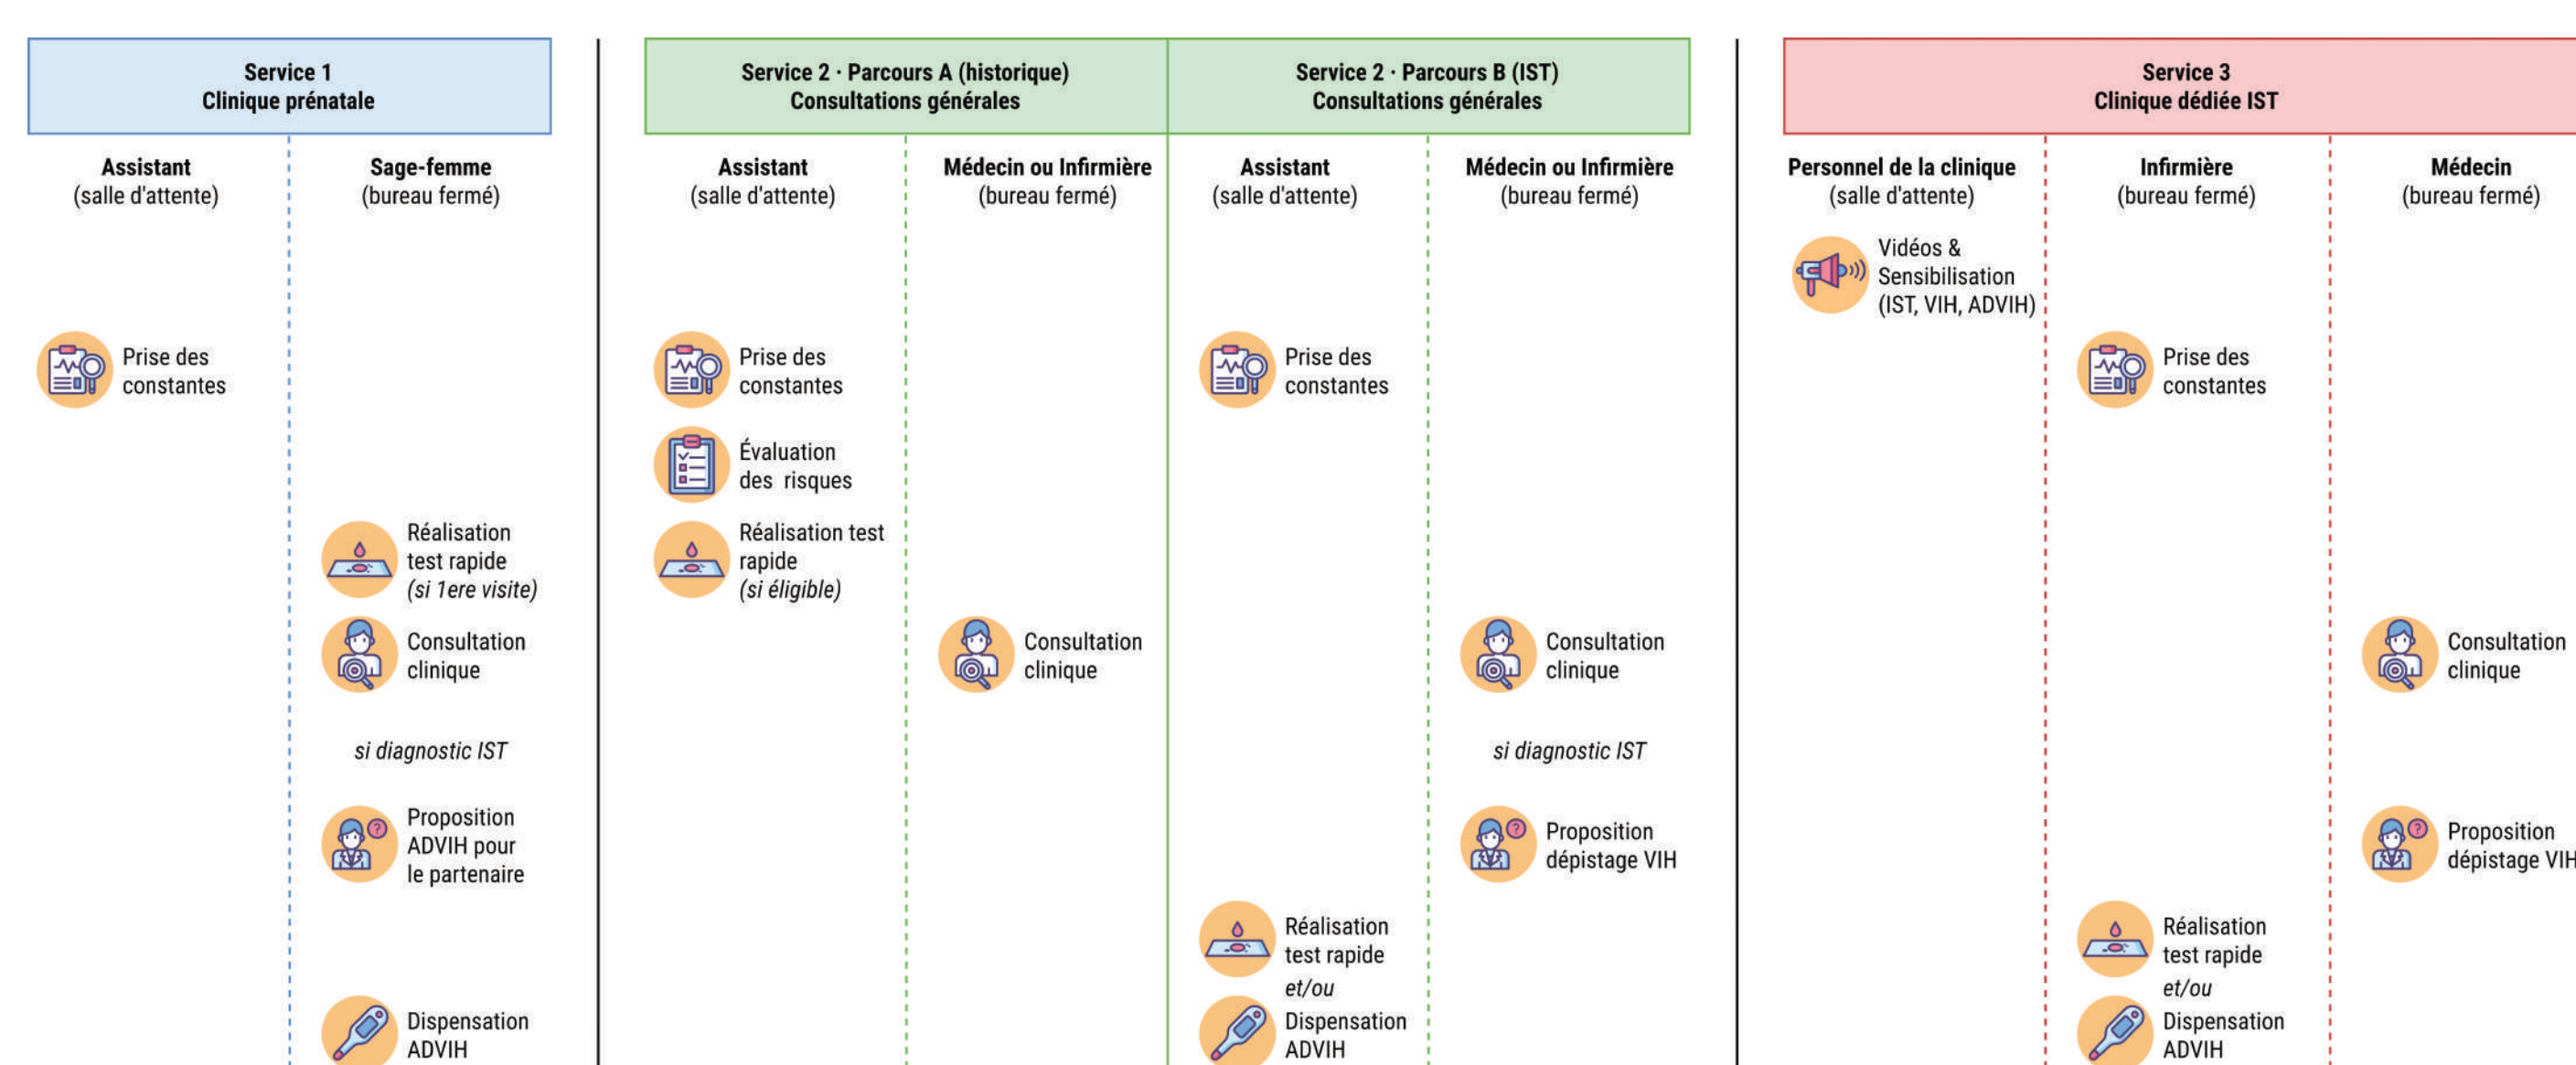 Service 1
Clinique prénatale
Assistant
(salle d'attente)
Sage-femme
(bureau fermé)
Prise des
constantes
Réalisation
test rapide
(si 1ere visite)
Consultation
clinique
si diagnostic IST
Proposition
ADVIH pour
le partenaire
Dispensation
ADVIH
Service 2 · Parcours A (historique)
Consultations générales
Assistant
(salle d'attente)
Médecin ou Infirmière
(bureau fermé)
Prise des
constantes
Évaluation
des risques
Réalisation test
rapide
(si éligible)
Consultation
clinique
Service 2 · Parcours B (IST)
Consultations générales
Assistant
(salle d'attente)
Médecin ou Infirmière
(bureau fermé)
Prise des
constantes
Consultation
clinique
si diagnostic IST
Proposition
dépistage VIH
Réalisation
test rapide
et/ou
Dispensation
ADVIH
Service 3
Clinique dédiée IST
Personnel de la clinique
(salle d'attente)
Infirmière
(bureau fermé)
Médecin
(bureau fermé)
Vidéos &
Sensibilisation
(IST, VIH, ADVIH)
Prise des
constantes
Consultation
clinique
Proposition
dépistage VIH
Réalisation
test rapide
et/ou
Dispensation
ADVIH